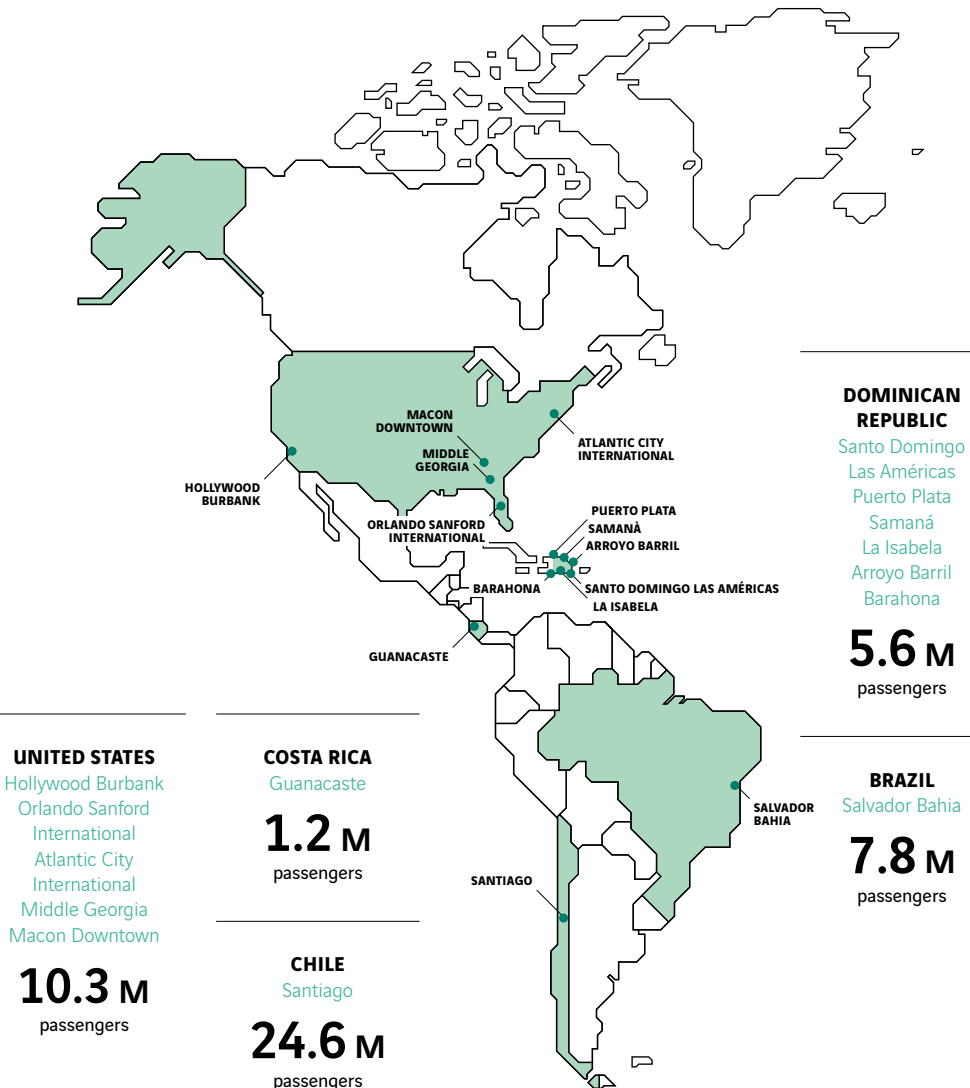 MACON
DOWNTOWN
MIDDLE
GEORGIA
ATLANTIC CITY
INTERNATIONAL
HOLLYWOOD
BURBANK
ORLANDO SANFORD
INTERNATIONAL
PUERTO PLATA
SAMANÀ
ARROYO BARRIL
BARAHONA
SANTO DOMINGO LAS AMÉRICAS
LA ISABELA
GUANACASTE
SALVADOR
BAHIA
SANTIAGO
DOMINICAN
REPUBLIC
Santo Domingo
Las Américas
Puerto Plata
Samaná
La Isabela
Arroyo Barril
Barahona
5.6 M
passengers
UNITED STATES
Hollywood Burbank
Orlando Sanford
International
Atlantic City
International
Middle Georgia
Macon Downtown
10.3 M
passengers
COSTA RICA
Guanacaste
1.2 M
passengers
CHILE
Santiago
24.6 M
passengers
BRAZIL
Salvador Bahia
7.8 M
passengers